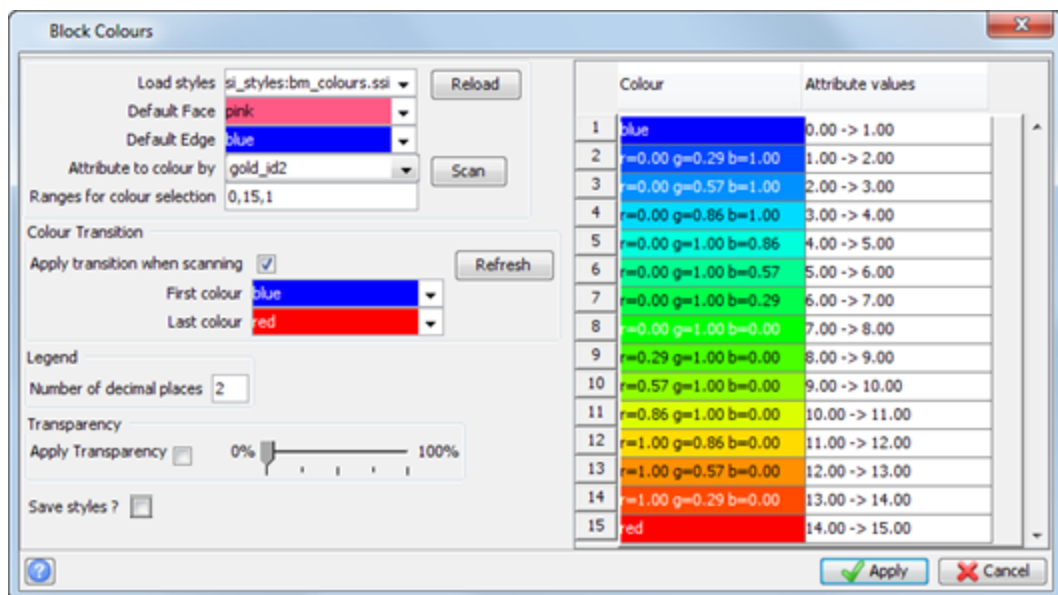 Block Colours
Load styles si_styles:bm_colours.ssi Reload
Default Face pink
Default Edge blue
Attribute to colour by gold_id2 Scan
Ranges for colour selection 0,15,1
Colour Transition
Apply transition when scanning Refresh
First colour blue
Last colour red
Legend
Number of decimal places 2
Transparency
Apply Transparency 0% 100%
Save styles ?
Colour Attribute values
1 blue 0.00 -> 1.00
2 r=0.00 g=0.29 b=1.00 1.00 -> 2.00
3 r=0.00 g=0.57 b=1.00 2.00 -> 3.00
4 r=0.00 g=0.86 b=1.00 3.00 -> 4.00
5 r=0.00 g=1.00 b=0.86 4.00 -> 5.00
6 r=0.00 g=1.00 b=0.57 5.00 -> 6.00
7 r=0.00 g=1.00 b=0.29 6.00 -> 7.00
8 r=0.00 g=1.00 b=0.00 7.00 -> 8.00
9 r=0.29 g=1.00 b=0.00 8.00 -> 9.00
10 r=0.57 g=1.00 b=0.00 9.00 -> 10.00
11 r=0.86 g=1.00 b=0.00 10.00 -> 11.00
12 r=1.00 g=0.86 b=0.00 11.00 -> 12.00
13 r=1.00 g=0.57 b=0.00 12.00 -> 13.00
14 r=1.00 g=0.29 b=0.00 13.00 -> 14.00
15 red 14.00 -> 15.00
? Apply Cancel